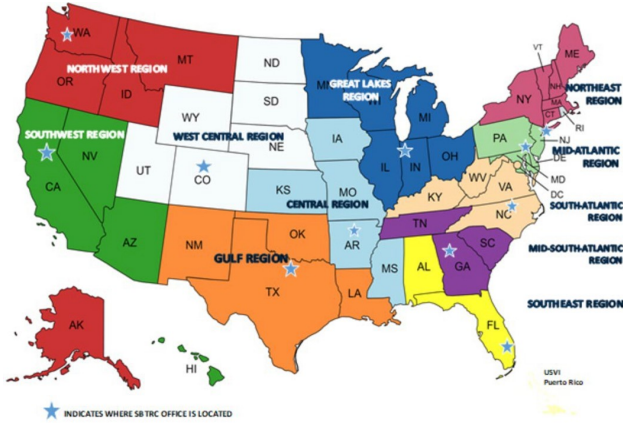 WA
MT
ND
VT
ME
NORTHWEST REGION
GREAT LAKES
REGION
OR
ID
SD
WI
MI
NY
NH
MA
CT
RI
NORTHEAST
REGION
WY
SOUTHWEST REGION
WEST CENTRAL REGION
NE
IA
PA
NJ
MID-ATLANTIC
REGION
DE
MD
DC
NV
UT
CO
CA
IL
IN
OH
WV
VA
KS
MO
KY
CENTRAL REGION
SOUTH-ATLANTIC
REGION
NC
TN
AZ
NM
OK
AR
SC
MID-SOUTH-ATLANTIC
REGION
GULF REGION
MS
AL
GA
TX
LA
SOUTHEAST REGION
FL
AK
HI
USVI
Puerto Rico
INDICATES WHERE SBTRC OFFICE IS LOCATED